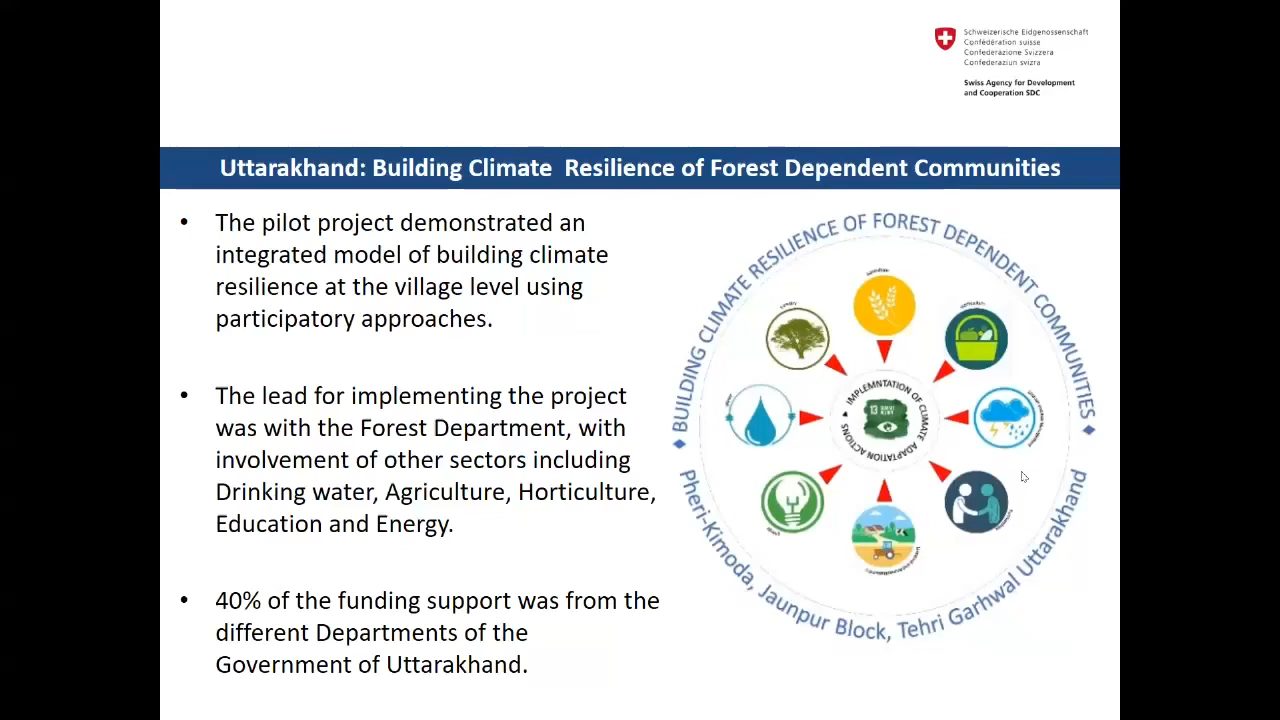 Schweizerische Eidgenossenschaft
Confédération suisse
Confederazione Svizzera
Confederaziun svizra
Swiss Agency for Development
and Cooperation SDC
Uttarakhand: Building Climate Resilience of Forest Dependent Communities
• The pilot project demonstrated an
integrated model of building climate
resilience at the village level using
participatory approaches.
• The lead for implementing the project
was with the Forest Department, with
involvement of other sectors including
Drinking water, Agriculture, Horticulture,
Education and Energy.
• 40% of the funding support was from the
different Departments of the
Government of Uttarakhand.
BUILDING CLIMATE RESILIENCE OF FOREST DEPENDENT COMMUNITIES
IMPLEMNTATION OF CLIMATE ADAPTATION ACTIONS
13
Pheri-Kimoda, Jaunpur Block, Tehri Garhwal Uttarakhand